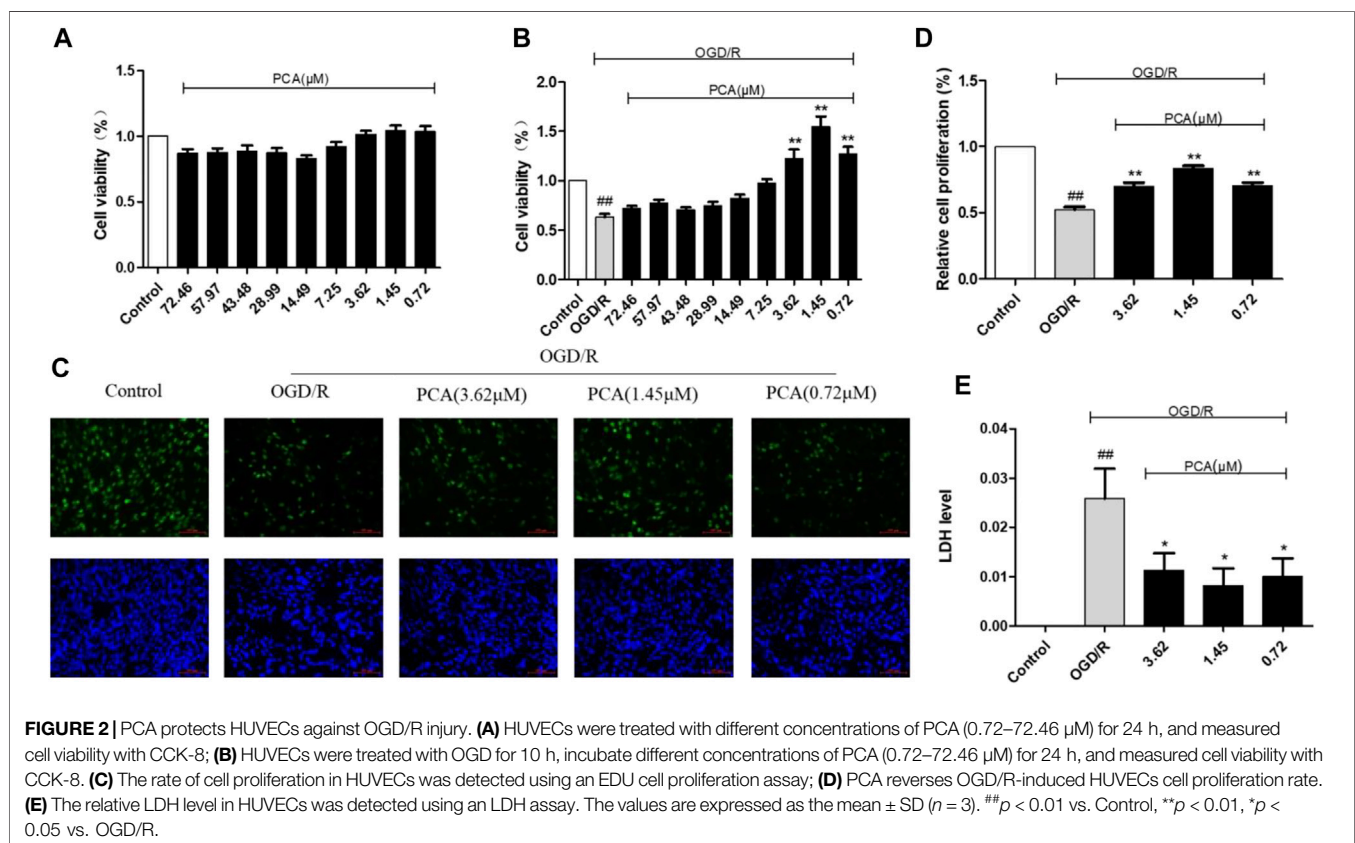 A
PCA(μM)
Cell viability (%)
1.5
1.0
0.5
0.0
Control
72.46
57.97
43.48
28.99
14.49
7.25
3.62
1.45
0.72
B
OGD/R
PCA(μM)
Cell viability (%)
2.0
1.5
1.0
0.5
0.0
##
**
**
**
Control
OGD/R
72.46
57.97
43.48
28.99
14.49
7.25
3.62
1.45
0.72
D
OGD/R
PCA(μM)
Relative cell proliferation (%)
1.5
1.0
0.5
0.0
##
**
**
**
Control
OGD/R
3.62
1.45
0.72
C
OGD/R
Control
OGD/R
PCA(3.62μM)
PCA(1.45μM)
PCA(0.72μM)
E
OGD/R
PCA(μM)
LDH level
0.04
0.03
0.02
0.01
0.00
##
*
*
*
Control
OGD/R
3.62
1.45
0.72
FIGURE 2 | PCA protects HUVECs against OGD/R injury. (A) HUVECs were treated with different concentrations of PCA (0.72–72.46 μM) for 24 h, and measured
cell viability with CCK-8; (B) HUVECs were treated with OGD for 10 h, incubate different concentrations of PCA (0.72–72.46 μM) for 24 h, and measured cell viability with
CCK-8. (C) The rate of cell proliferation in HUVECs was detected using an EDU cell proliferation assay; (D) PCA reverses OGD/R-induced HUVECs cell proliferation rate.
(E) The relative LDH level in HUVECs was detected using an LDH assay. The values are expressed as the mean ± SD (n = 3). ##p < 0.01 vs. Control, **p < 0.01, *p <
0.05 vs. OGD/R.